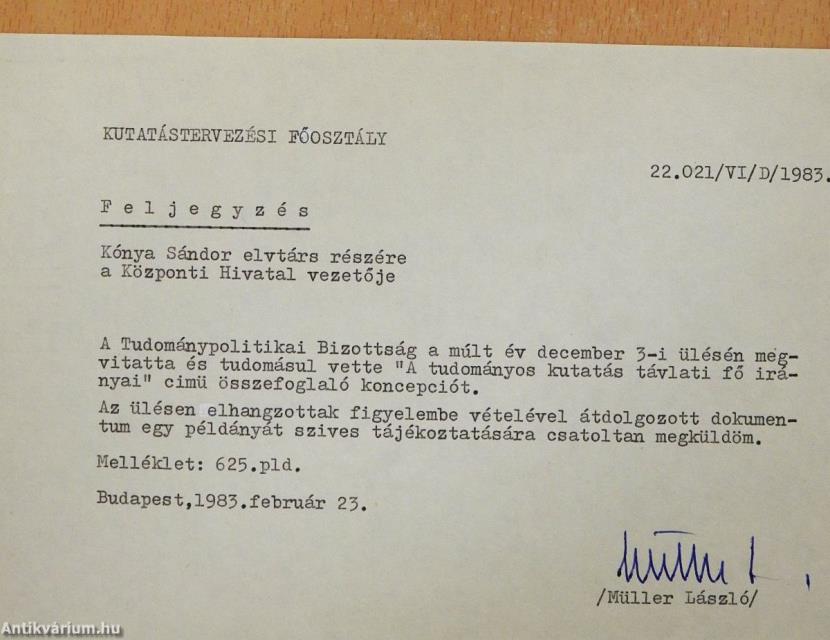 KUTATÁSTERVEZÉSI FŐOSZTÁLY
22.021/VI/D/1983.
F e l j e g y z é s
Kónya Sándor elvtárs részére
a Központi Hivatal vezetője
A Tudománypolitikai Bizottság a múlt év december 3-i ülésén meg-
vitatta és tudomásul vette "A tudományos kutatás távlati fő irá-
nyai" cimü összefoglaló koncepciót.
Az ülésen elhangzottak figyelembe vételével átdolgozott dokumen-
tum egy példányát szives tájékoztatására csatoltan megküldöm.
Melléklet: 625.pld.
Budapest,1983.február 23.
Müller L.
/Müller László/
Antikvárium.hu